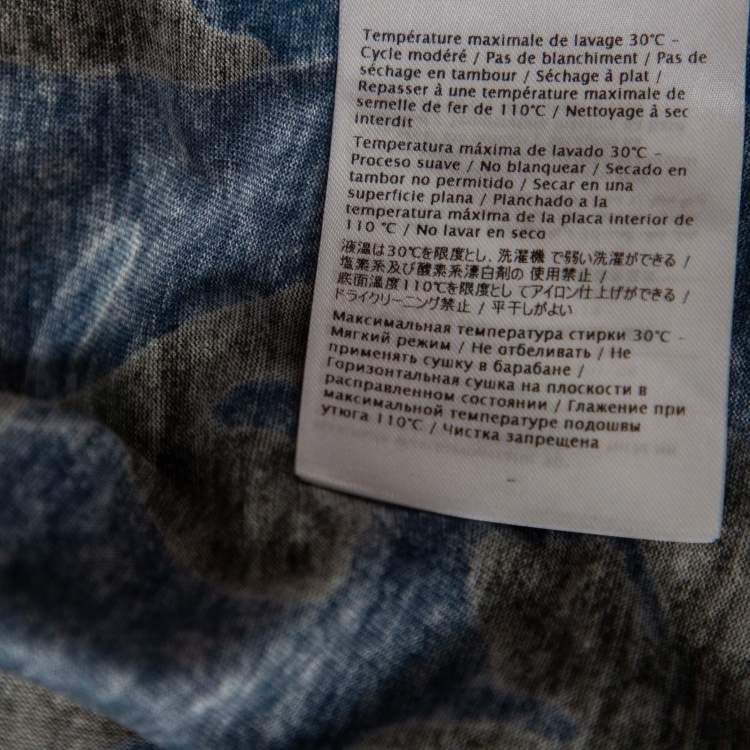 Température maximale de lavage 30°C -
Cycle modéré / Pas de blanchiment / Pas de
séchage en tambour / Séchage à plat /
Repasser à une température maximale de
semelle de fer de 110°C / Nettoyage à sec
interdit
Temperatura máxima de lavado 30°C -
Proceso suave / No blanquear / Secado en
tambor no permitido / Secar en una
superficie plana / Planchado a la
temperatura máxima de la placa interior de
110 °C / No lavar en seco
液温は30℃を限度とし、洗濯機 で弱い洗濯ができる /
塩素系及び酸素系漂白剤の 使用禁止 /
底面温度110℃を限度とし てアイロン仕上げができる /
ドライクリーニング禁止 / 平干しがよい
Максимальная температура стирки 30°C -
Мягкий режим / Не отбеливать / Не
применять сушку в барабане /
Горизонтальная сушка на плоскости в
расправленном состоянии / Глажение при
максимальной температуре подошвы
утюга 110°C / Чистка запрещена